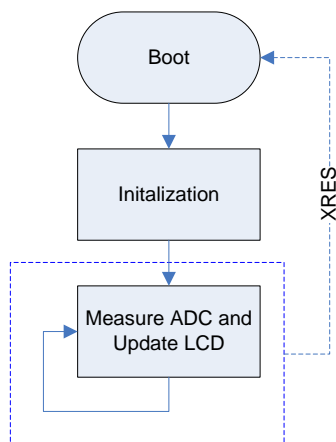 Boot
XRES
Initalization
Measure ADC and
Update LCD